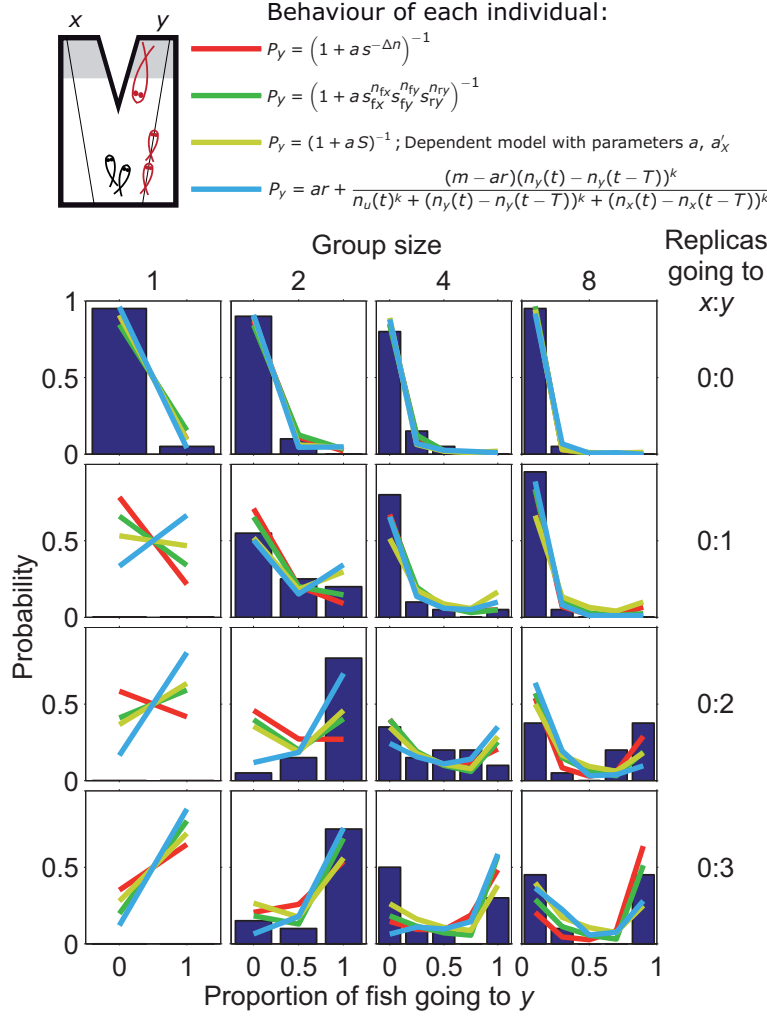 x y
Behaviour of each individual:
P_y = (1 + a s^{−Δn})^{−1}
P_y = (1 + a s_{fx}^{n_{fx}} s_{fy}^{n_{fy}} s_{ry}^{n_{ry}})^{−1}
P_y = (1 + a S)^{−1} ; Dependent model with parameters a, a'_X
P_y = ar + \frac{(m − ar)(n_y(t) − n_y(t − T))^k}{n_u(t)^k + (n_y(t) − n_y(t − T))^k + (n_x(t) − n_x(t − T))^k}
Group size
Replicas
going to
x:y
1 2 4 8
1
0.5
0
0:0
0.5
0
0:1
Probability
0.5
0
0:2
0.5
0
0:3
0 1 0 0.5 1 0 0.5 1 0 0.5 1
Proportion of fish going to y